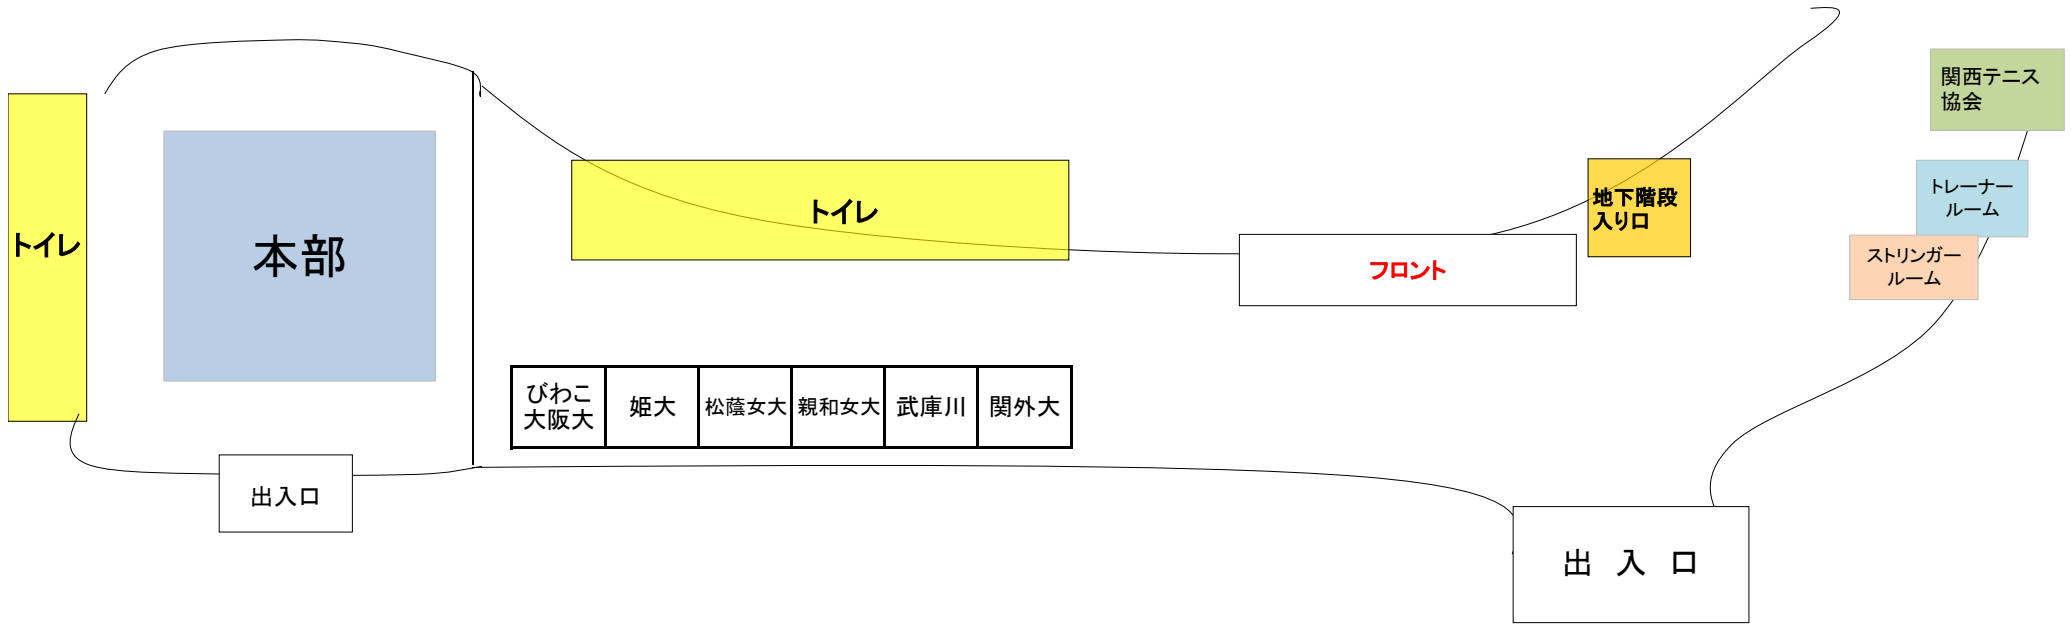 関西テニス
協会
トレーナー
ルーム
ストリンガー
ルーム
地下階段
入り口
フロント
トイレ
トイレ
本部
びわこ
大阪大
姫大
松蔭女大
親和女大
武庫川
関外大
出入口
出 入 口